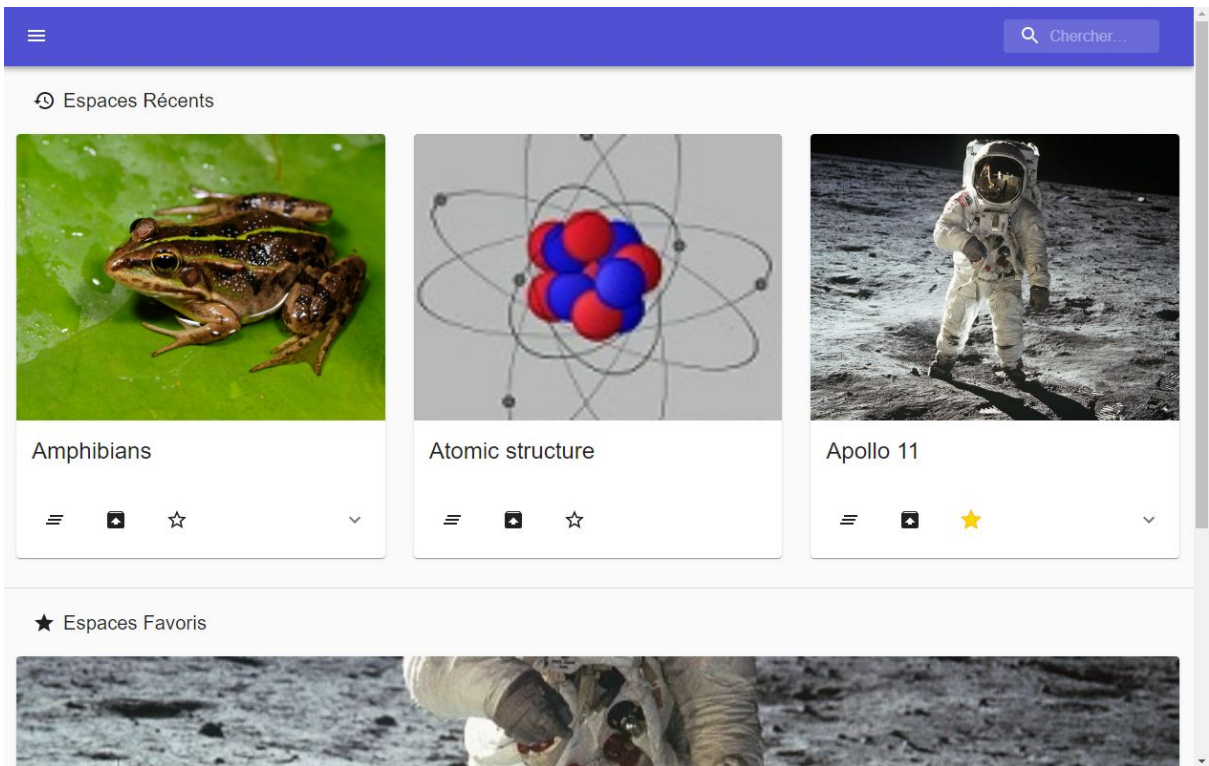 Chercher...
Espaces Récents
Amphibians
Atomic structure
Apollo 11
Espaces Favoris